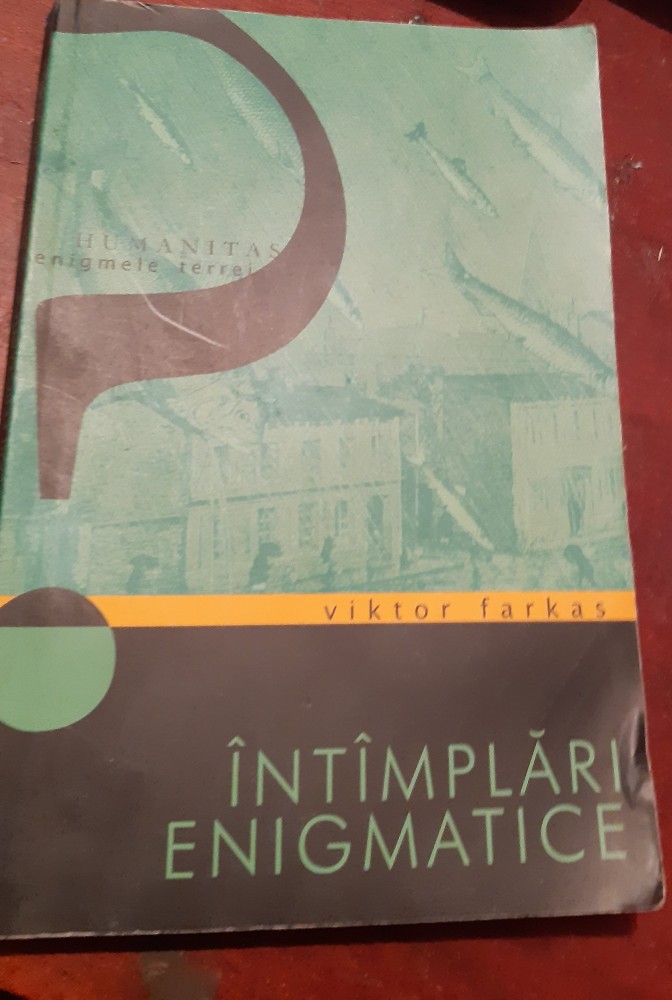 HUMANITAS
enigmele terrei
viktor farkas
ÎNTÎMPLĂRI
ENIGMATICE